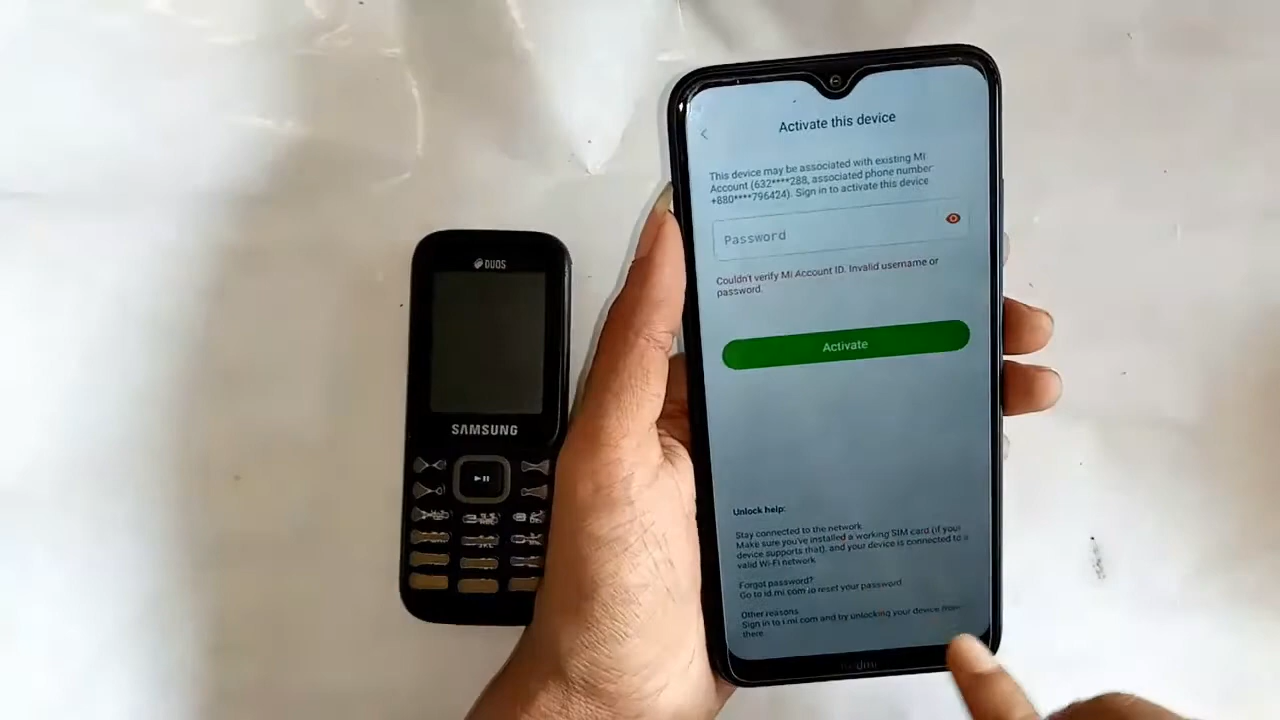 DUOS
SAMSUNG
Activate this device
This device may be associated with existing Mi
Account (632****288, associated phone number
+880****796424). Sign in to activate this device
Password
Couldn't verify Mi Account ID. Invalid username or
password.
Activate
Unlock help:
Stay connected to the network
Make sure you've installed a working SIM card (if your
device supports that), and your device is connected to a
valid Wi-Fi network
Forgot password?
Go to id.mi.com to reset your password
Other reasons
Sign in to i.mi.com and try unlocking your device from
there
Redmi